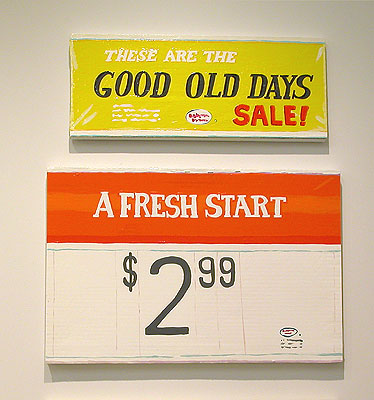 THESE ARE THE
GOOD OLD DAYS
SALE!
A FRESH START
$2.99